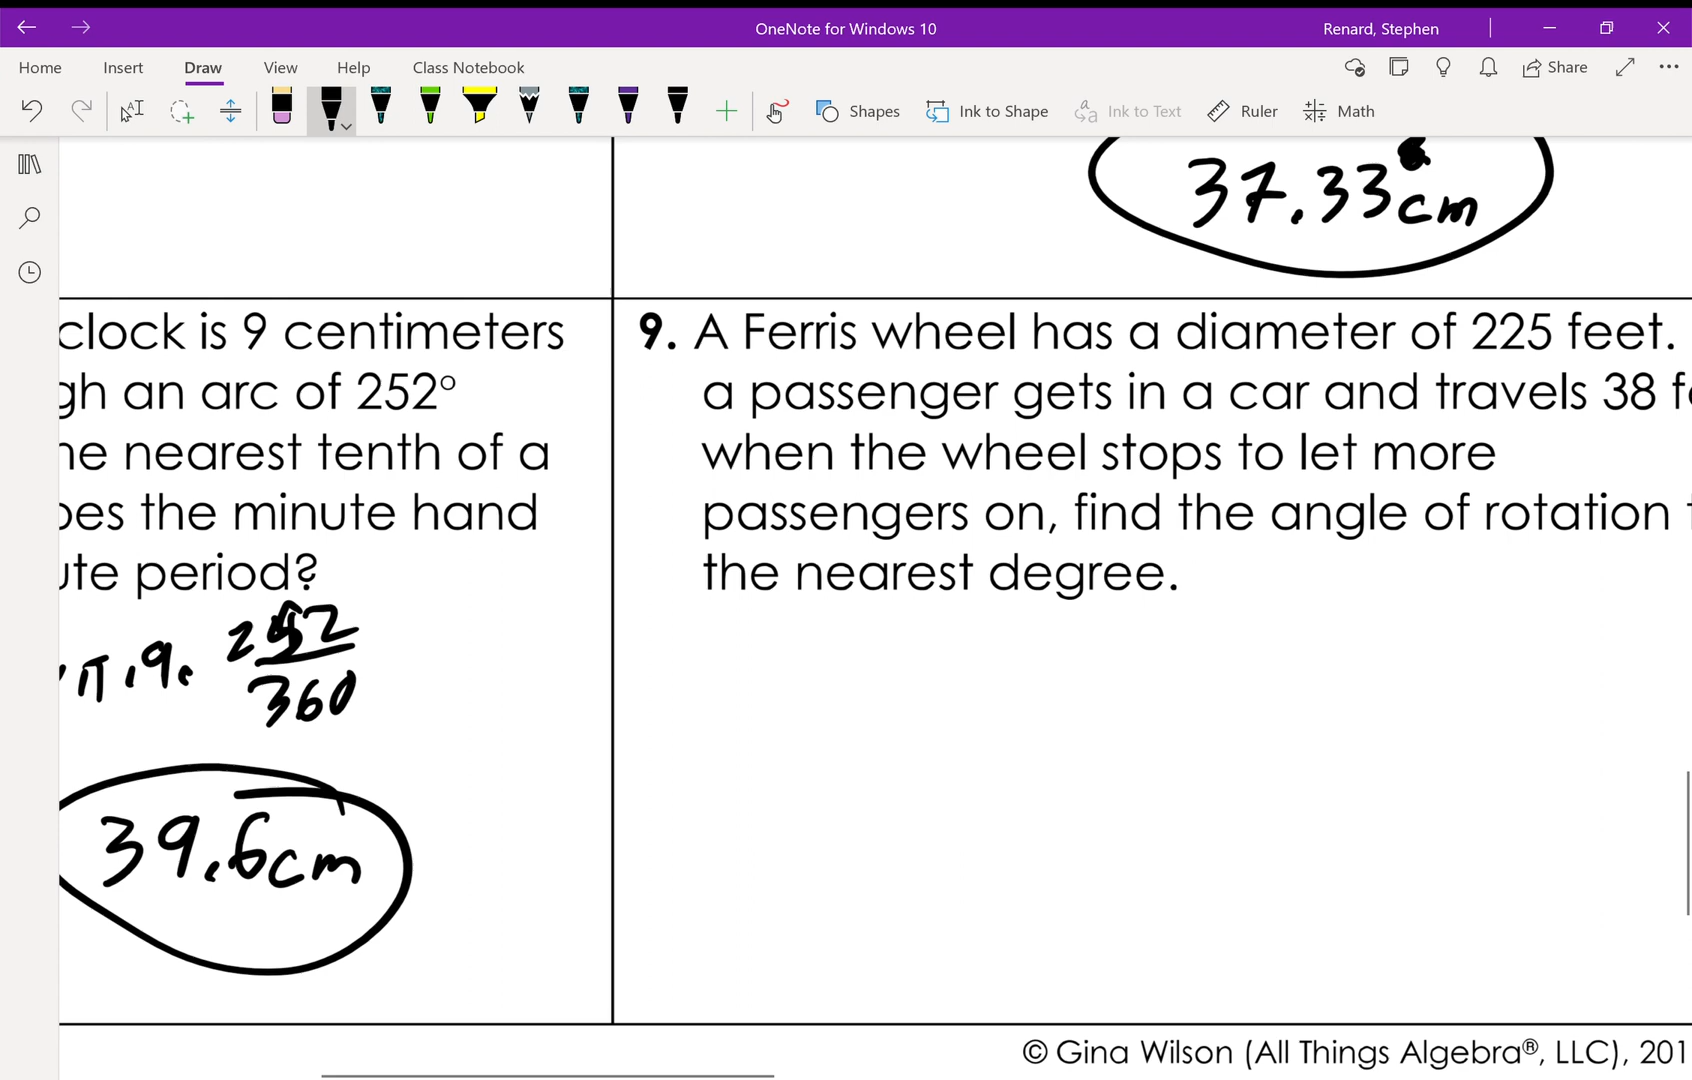 OneNote for Windows 10
Renard, Stephen
Home Insert Draw View Help Class Notebook
Share
Shapes Ink to Shape Ink to Text Ruler Math
37.33 cm
clock is 9 centimeters
gh an arc of 252°
he nearest tenth of a
oes the minute hand
ute period?
π . 9 . 252
360
39.6cm
9. A Ferris wheel has a diameter of 225 feet.
a passenger gets in a car and travels 38 f
when the wheel stops to let more
passengers on, find the angle of rotation
the nearest degree.
© Gina Wilson (All Things Algebra®, LLC), 201